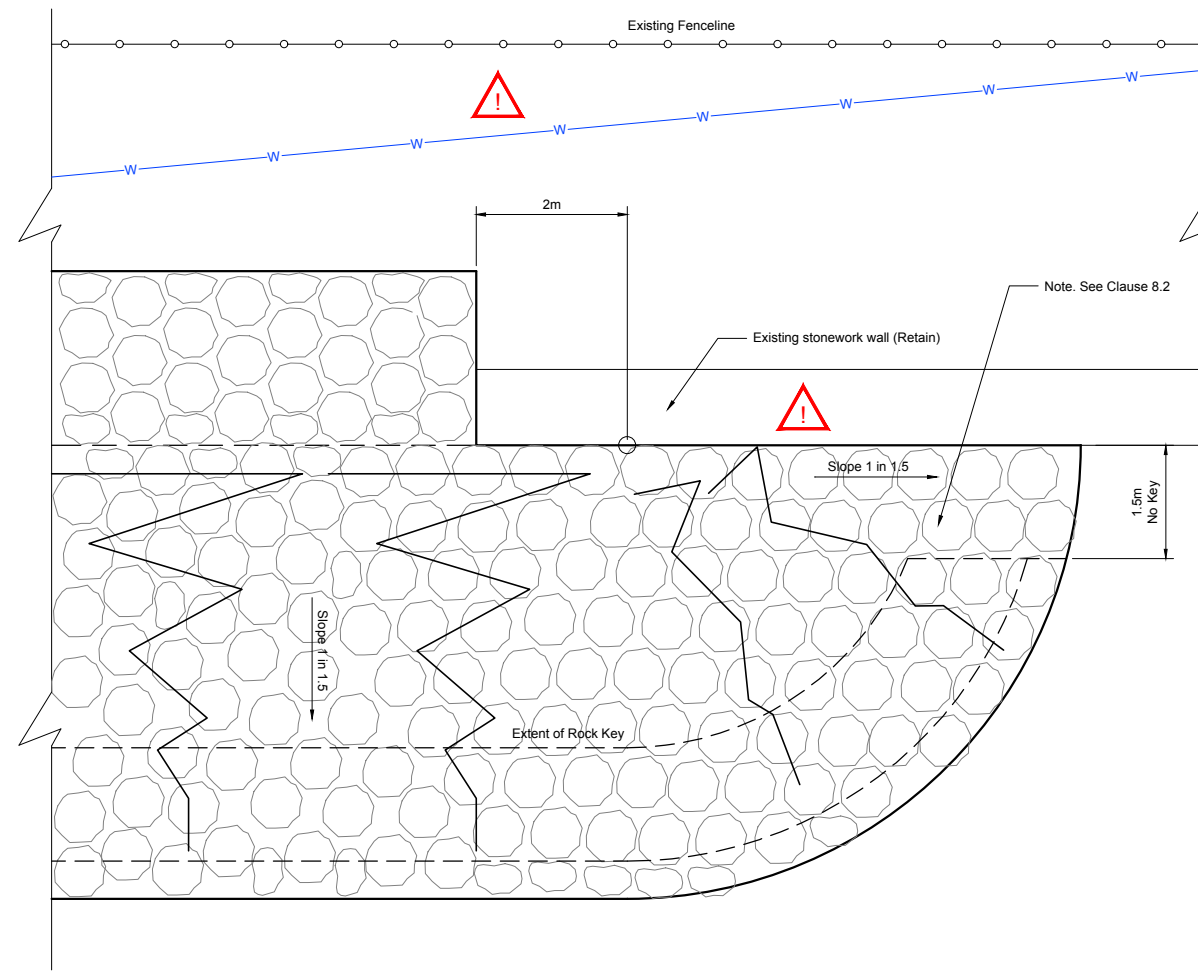 Existing Fenceline
!
W W W W W W W W
2m
Note. See Clause 8.2
Existing stonework wall (Retain)
!
Slope 1 in 1.5
1.5m
No Key
Slope 1 in 1.5
Extent of Rock Key